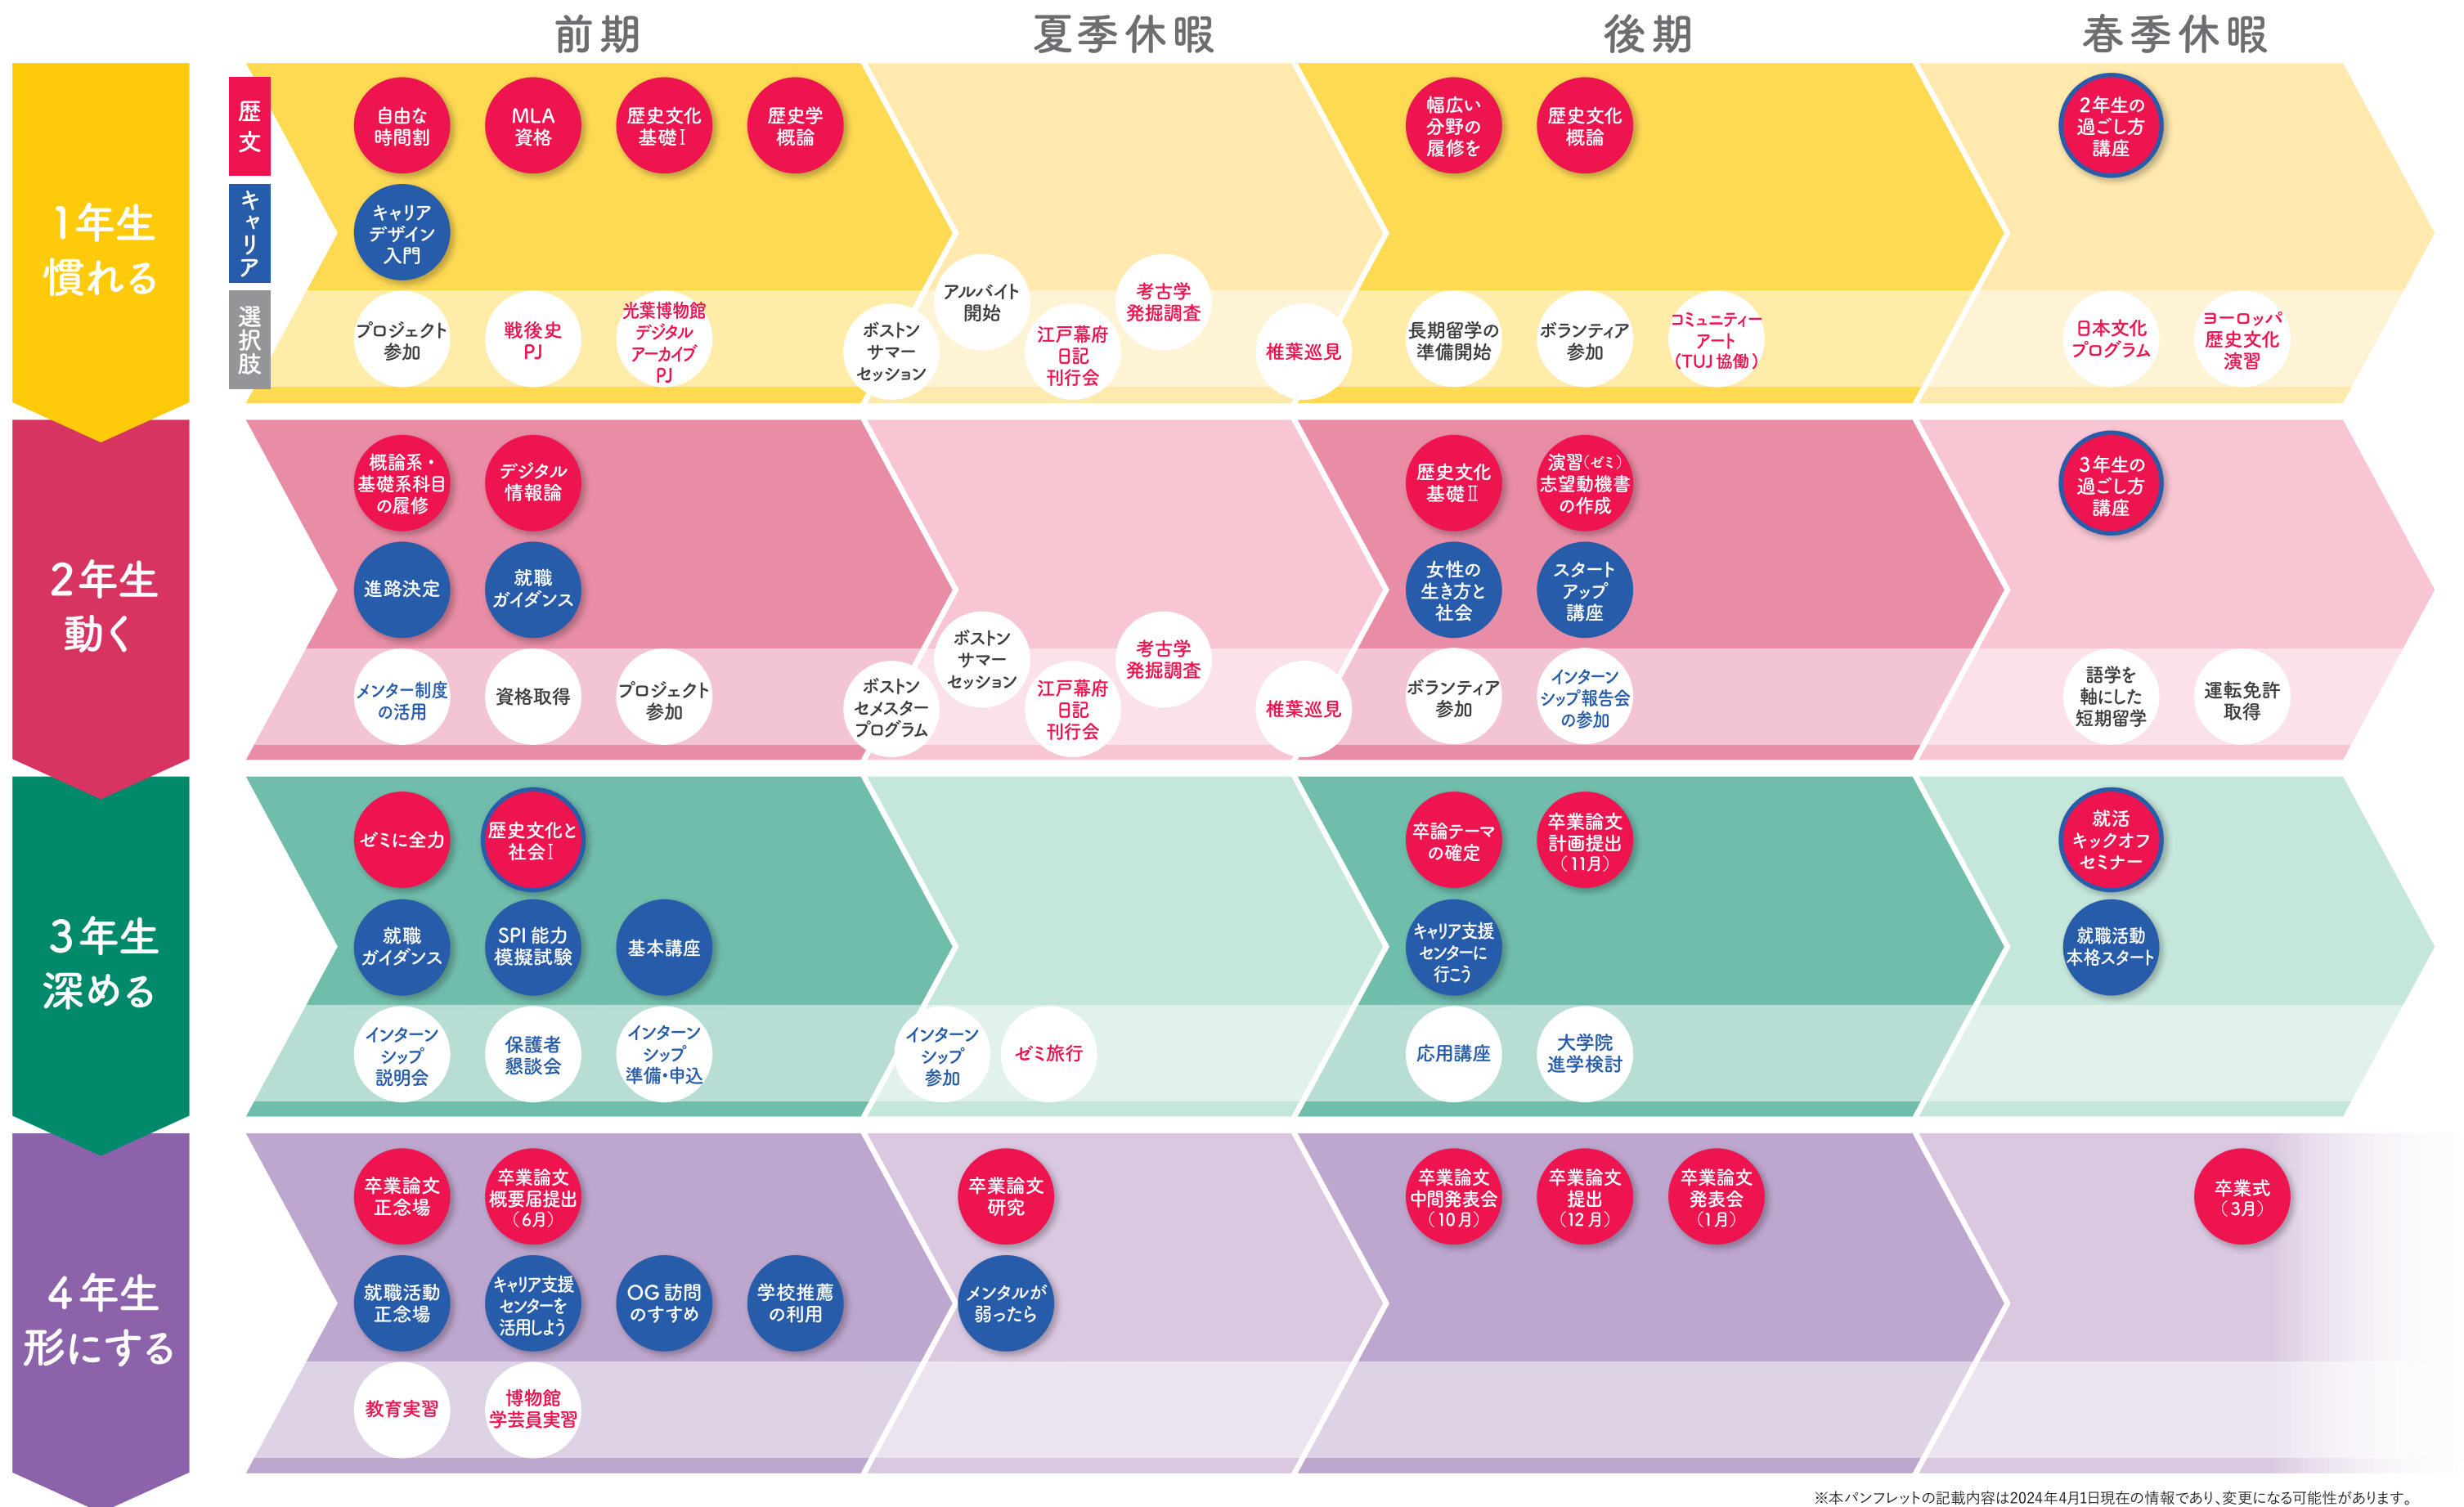 前期
夏季休暇
後期
春季休暇
1年生
慣れる
歴文
キャリア
選択肢
自由な
時間割
MLA
資格
歴史文化
基礎Ⅰ
歴史学
概論
幅広い
分野の
履修を
歴史文化
概論
2年生の
過ごし方
講座
キャリア
デザイン
入門
プロジェクト
参加
戦後史
PJ
光葉博物館
デジタル
アーカイブ
PJ
ボストン
サマー
セッション
アルバイト
開始
江戸幕府
日記
刊行会
考古学
発掘調査
椎葉巡見
長期留学の
準備開始
ボランティア
参加
コミュニティー
アート
(TUJ協働)
日本文化
プログラム
ヨーロッパ
歴史文化
演習
2年生
動く
概論系・
基礎系科目
の履修
デジタル
情報論
歴史文化
基礎Ⅱ
演習(ゼミ)
志望動機書
の作成
3年生の
過ごし方
講座
進路決定
就職
ガイダンス
女性の
生き方と
社会
スタート
アップ
講座
メンター制度
の活用
資格取得
プロジェクト
参加
ボストン
セメスター
プログラム
ボストン
サマー
セッション
江戸幕府
日記
刊行会
考古学
発掘調査
椎葉巡見
ボランティア
参加
インターン
シップ報告会
の参加
語学を
軸にした
短期留学
運転免許
取得
3年生
深める
ゼミに全力
歴史文化と
社会Ⅰ
卒論テーマ
の確定
卒業論文
計画提出
(11月)
就活
キックオフ
セミナー
就職
ガイダンス
SPI能力
模擬試験
基本講座
キャリア支援
センターに
行こう
就職活動
本格スタート
インターン
シップ
説明会
保護者
懇談会
インターン
シップ
準備・申込
インターン
シップ
参加
ゼミ旅行
応用講座
大学院
進学検討
4年生
形にする
卒業論文
正念場
卒業論文
概要届提出
(6月)
卒業論文
研究
卒業論文
中間発表会
(10月)
卒業論文
提出
(12月)
卒業論文
発表会
(1月)
卒業式
(3月)
就職活動
正念場
キャリア支援
センターを
活用しよう
OG訪問
のすすめ
学校推薦
の利用
メンタルが
弱ったら
教育実習
博物館
学芸員実習
※本パンフレットの記載内容は2024年4月1日現在の情報であり、変更になる可能性があります。